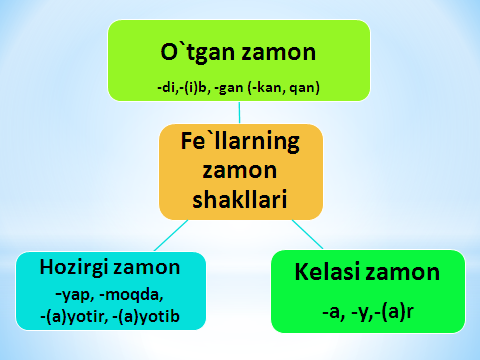 O`tgan zamon
-di,-(i)b, -gan (-kan, qan)
Fe`llarning
zamon
shakllari
Hozirgi zamon
-yap, -moqda,
-(a)yotir, -(a)yotib
Kelasi zamon
-a, -y,-(a)r